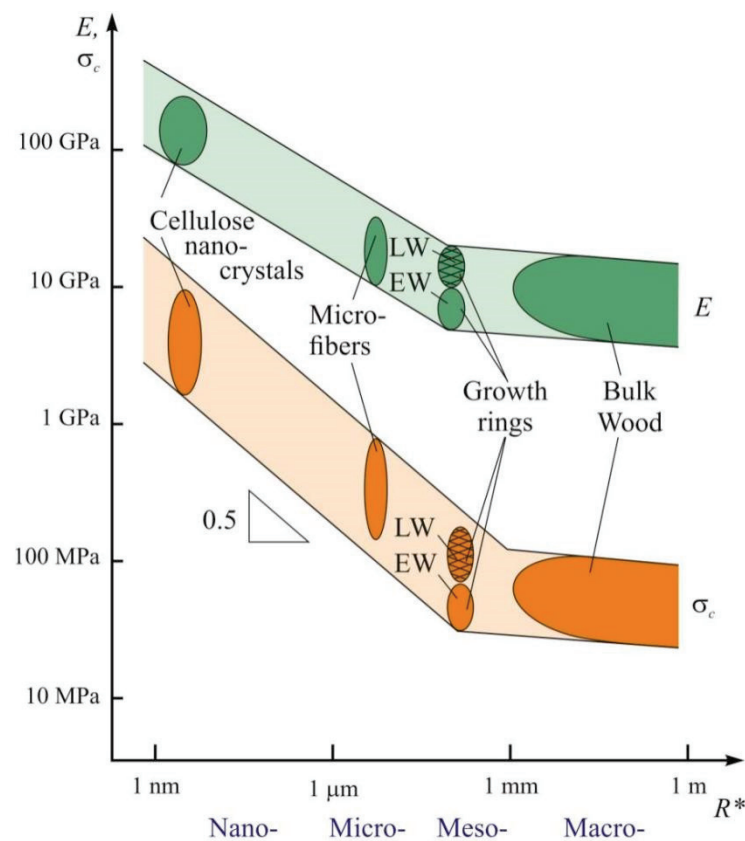 E,
σc
100 GPa
10 GPa
1 GPa
100 MPa
10 MPa
Cellulose
nano-
crystals
Micro-
fibers
LW
EW
Growth
rings
Bulk
Wood
E
0.5
LW
EW
σc
1 nm
1 μm
1 mm
1 m
R*
Nano-
Micro-
Meso-
Macro-